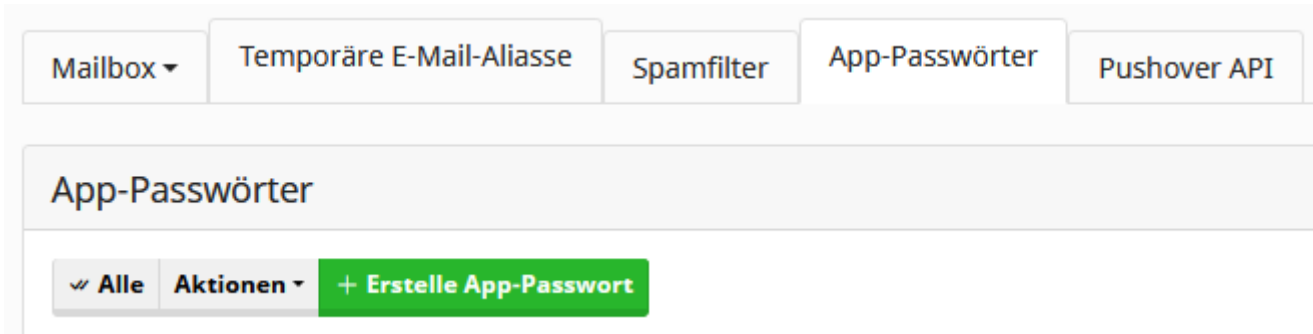 Mailbox Temporäre E-Mail-Aliasse Spamfilter App-Passwörter Pushover API
App-Passwörter
Alle Aktionen + Erstelle App-Passwort